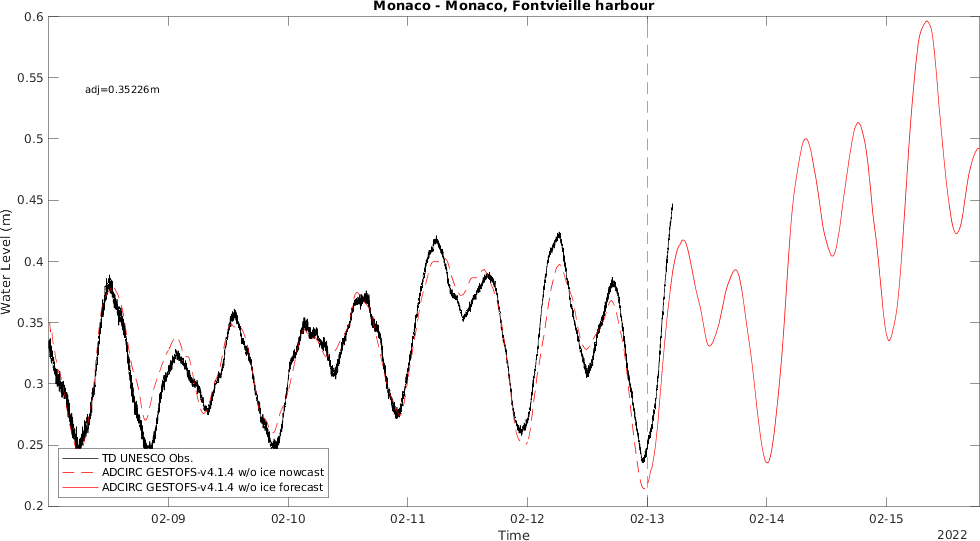 Monaco - Monaco, Fontvieille harbour
0.6
0.55
0.5
0.45
0.4
0.35
0.3
0.25
0.2
Water Level (m)
adj=0.35226m
TD UNESCO Obs.
ADCIRC GESTOFS-v4.1.4 w/o ice nowcast
ADCIRC GESTOFS-v4.1.4 w/o ice forecast
02-09 02-10 02-11 02-12 02-13 02-14 02-15
Time
2022